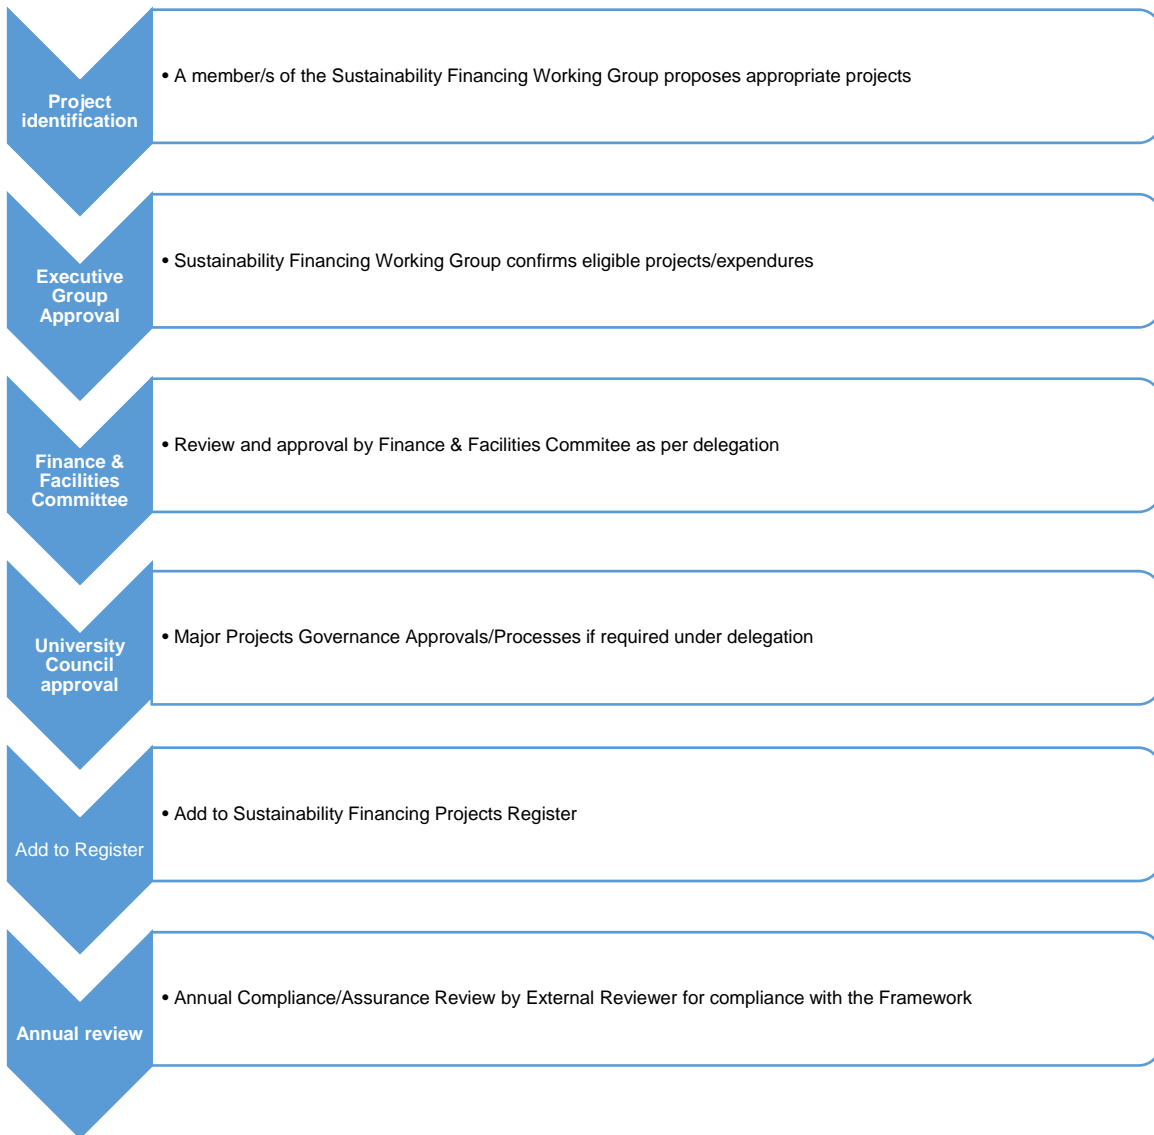 Project
identification
• A member/s of the Sustainability Financing Working Group proposes appropriate projects
Executive
Group
Approval
• Sustainability Financing Working Group confirms eligible projects/expendures
Finance &
Facilities
Committee
• Review and approval by Finance & Facilities Commitee as per delegation
University
Council
approval
• Major Projects Governance Approvals/Processes if required under delegation
Add to Register
• Add to Sustainability Financing Projects Register
Annual review
• Annual Compliance/Assurance Review by External Reviewer for compliance with the Framework